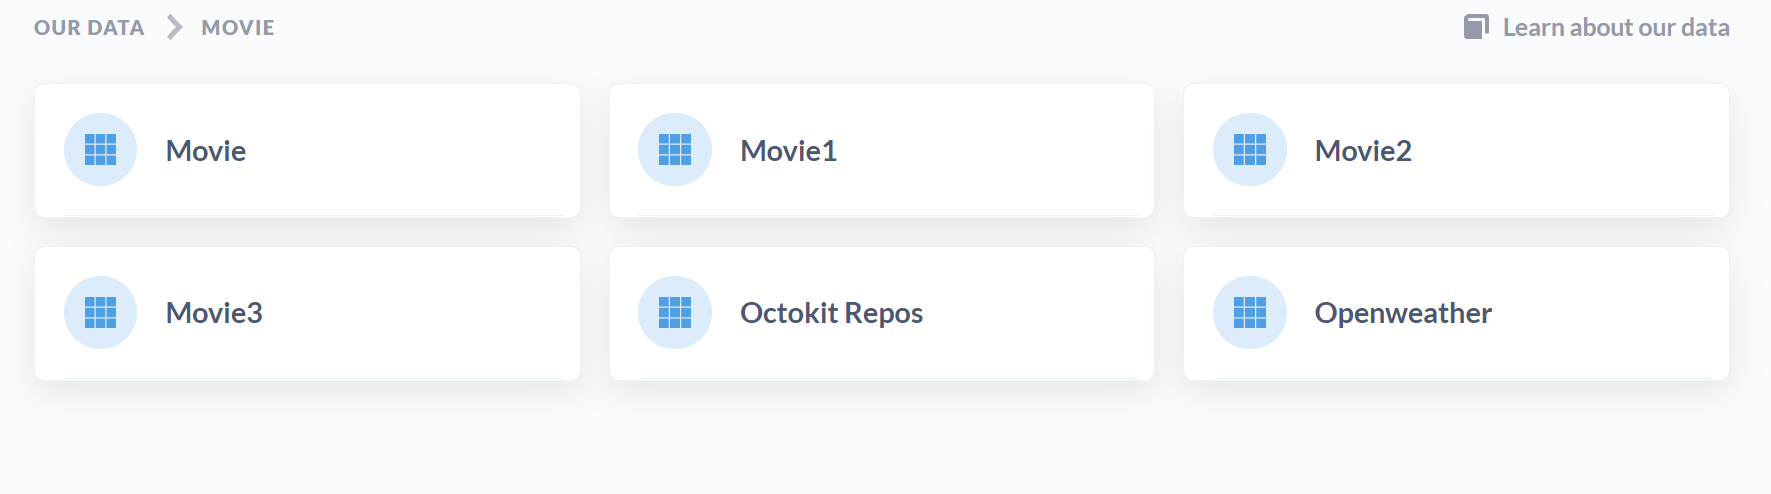 OUR DATA > MOVIE
Learn about our data
Movie
Movie1
Movie2
Movie3
Octokit Repos
Openweather